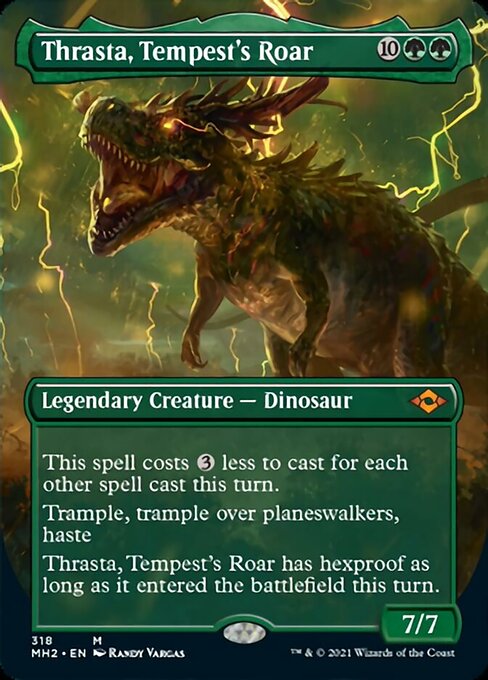 Thrasta, Tempest's Roar 10
Legendary Creature — Dinosaur
This spell costs 3 less to cast for each
other spell cast this turn.
Trample, trample over planeswalkers,
haste
Thrasta, Tempest's Roar has hexproof as
long as it entered the battlefield this turn.
7/7
318 M
MH2 • EN Randy Vargas
™ & © 2021 Wizards of the Coast